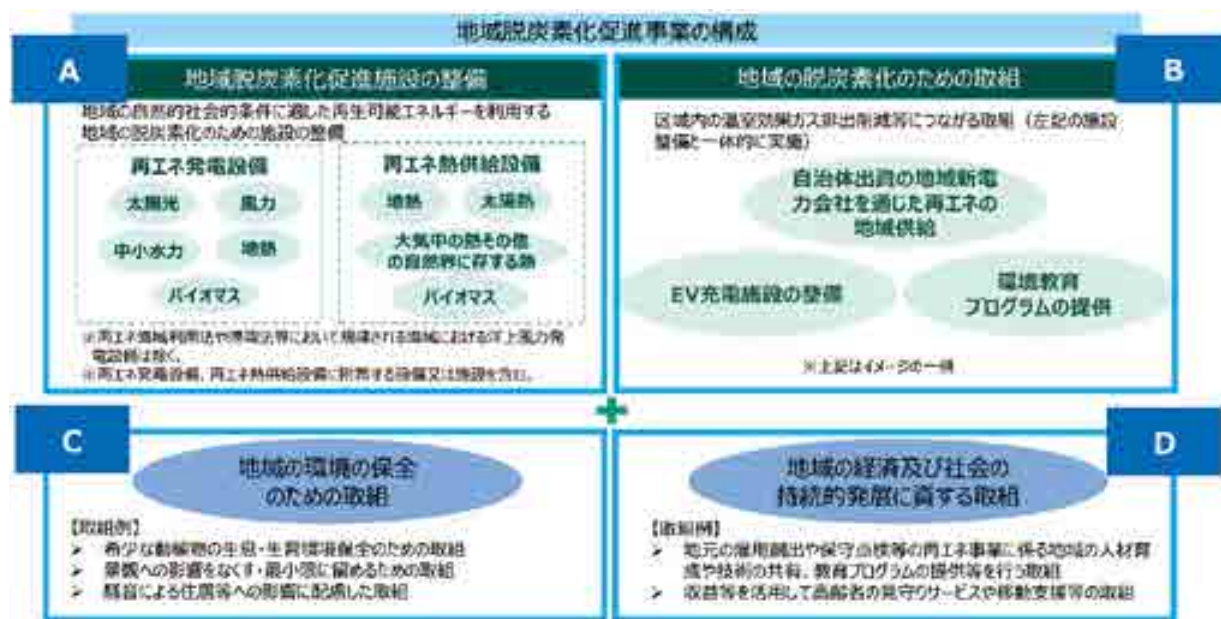 地域脱炭素化促進事業の構成
A
地域脱炭素化促進施設の整備
地域の自然的社会的条件に適した再生可能エネルギーを利用する
地域の脱炭素化のための施設の整備
再エネ発電設備
太陽光
風力
中小水力
地熱
バイオマス
再エネ熱供給設備
地熱
太陽熱
大気中の熱その他
の自然界に存する熱
バイオマス
※再エネ海域利用法や港湾法等において規律される海域における洋上風力発
電設備は除く。
※再エネ発電設備、再エネ熱供給設備に附帯する設備又は施設を含む。
B
地域の脱炭素化のための取組
区域内の温室効果ガス排出削減等につながる取組（左記の施設
整備と一体的に実施）
自治体出資の地域新電
力会社を通じた再エネの
地域供給
EV充電施設の整備
環境教育
プログラムの提供
※上記はイメージの一例
+
C
地域の環境の保全
のための取組
【取組例】
➢ 希少な動植物の生息・生育環境保全のための取組
➢ 景観への影響をなくす・最小限に留めるための取組
➢ 騒音による住居等への影響に配慮した取組
D
地域の経済及び社会の
持続的発展に資する取組
【取組例】
➢ 地元の雇用創出や保守点検等の再エネ事業に係る地域の人材育
成や技術の共有、教育プログラムの提供等を行う取組
➢ 収益等を活用して高齢者の見守りサービスや移動支援等の取組